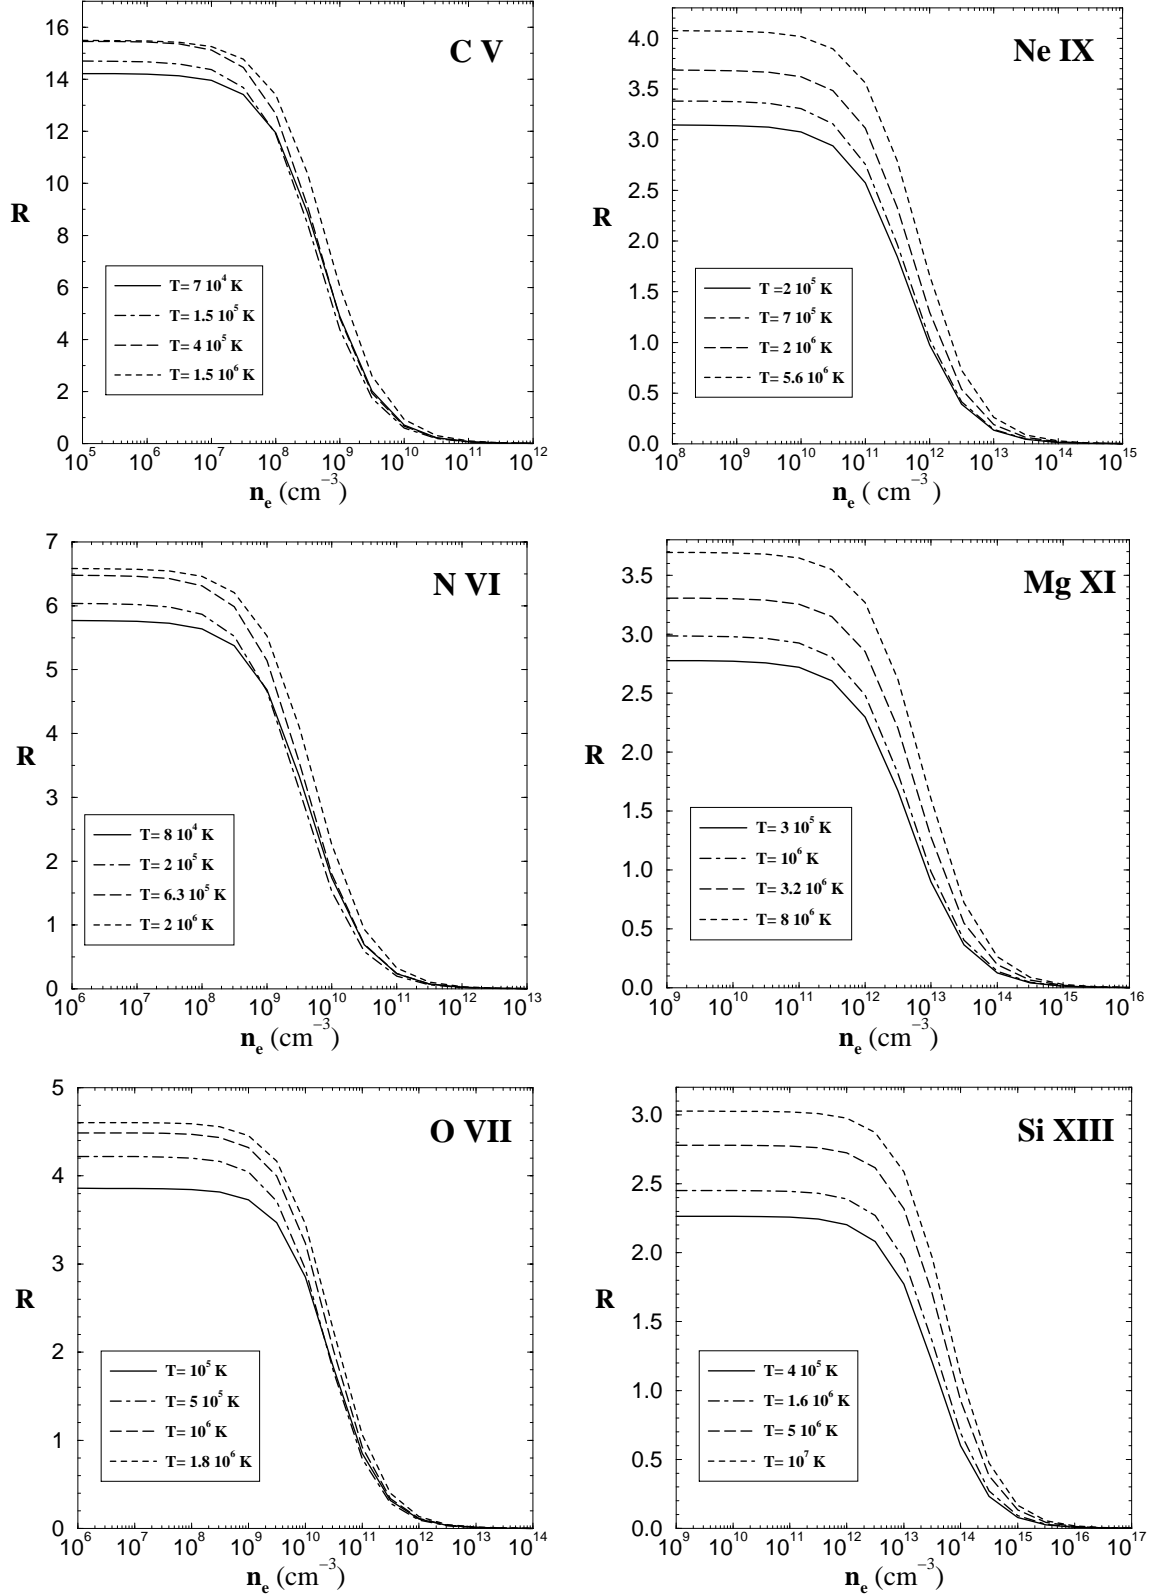 C V
R
16
14
12
10
8
6
4
2
0
T= 7 10^4 K
T= 1.5 10^5 K
T= 4 10^5 K
T= 1.5 10^6 K
10^5 10^6 10^7 10^8 10^9 10^10 10^11 10^12
n_e (cm^−3)
Ne IX
R
4.0
3.5
3.0
2.5
2.0
1.5
1.0
0.5
0.0
T =2 10^5 K
T= 7 10^5 K
T= 2 10^6 K
T= 5.6 10^6 K
10^8 10^9 10^10 10^11 10^12 10^13 10^14 10^15
n_e ( cm^−3)
N VI
R
7
6
5
4
3
2
1
0
T= 8 10^4 K
T= 2 10^5 K
T= 6.3 10^5 K
T= 2 10^6 K
10^6 10^7 10^8 10^9 10^10 10^11 10^12 10^13
n_e (cm^−3)
Mg XI
R
3.5
3.0
2.5
2.0
1.5
1.0
0.5
0.0
T= 3 10^5 K
T= 10^6 K
T= 3.2 10^6 K
T= 8 10^6 K
10^9 10^10 10^11 10^12 10^13 10^14 10^15 10^16
n_e (cm^−3)
O VII
R
5
4
3
2
1
0
T= 10^5 K
T= 5 10^5 K
T= 10^6 K
T= 1.8 10^6 K
10^6 10^7 10^8 10^9 10^10 10^11 10^12 10^13 10^14
n_e (cm^−3)
Si XIII
R
3.0
2.5
2.0
1.5
1.0
0.5
0.0
T= 4 10^5 K
T= 1.6 10^6 K
T= 5 10^6 K
T= 10^7 K
10^9 10^10 10^11 10^12 10^13 10^14 10^15 10^16 10^17
n_e (cm^−3)